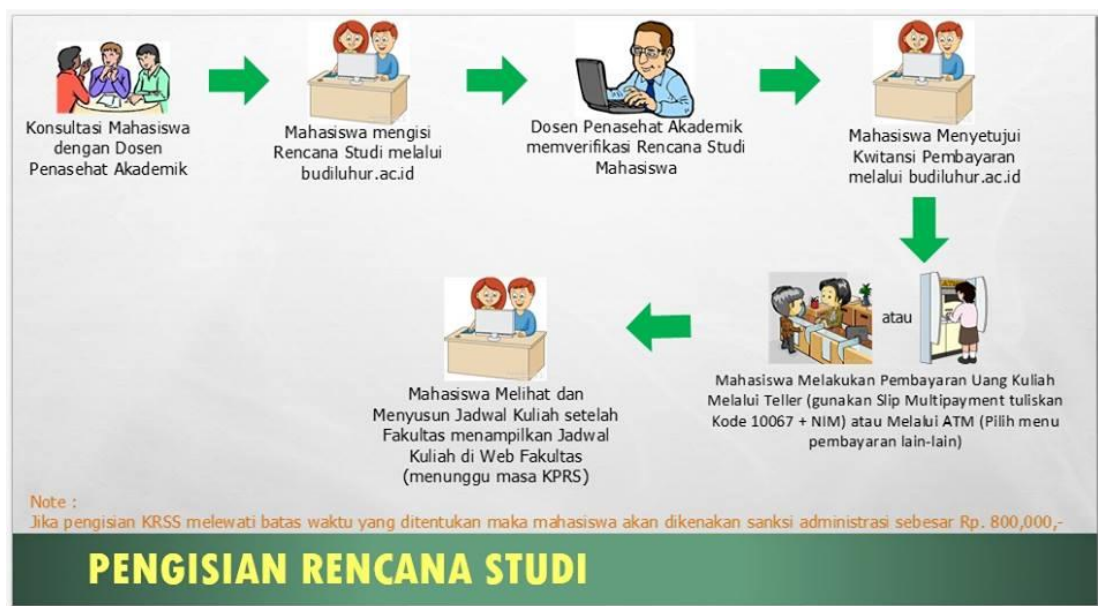 Konsultasi Mahasiswa
dengan Dosen
Penasehat Akademik
Mahasiswa mengisi
Rencana Studi melalui
budiluhur.ac.id
Dosen Penasehat Akademik
memverifikasi Rencana Studi
Mahasiswa
Mahasiswa Menyetujui
Kwitansi Pembayaran
melalui budiluhur.ac.id
atau
Mahasiswa Melakukan Pembayaran Uang Kuliah
Melalui Teller (gunakan Slip Multipayment tuliskan
Kode 10067 + NIM) atau Melalui ATM (Pilih menu
pembayaran lain-lain)
Mahasiswa Melihat dan
Menyusun Jadwal Kuliah setelah
Fakultas menampilkan Jadwal
Kuliah di Web Fakultas
(menunggu masa KPRS)
Note :
Jika pengisian KRSS melewati batas waktu yang ditentukan maka mahasiswa akan dikenakan sanksi administrasi sebesar Rp. 800,000,-
PENGISIAN RENCANA STUDI